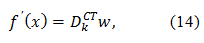 f′(x) = D_k^{CT} w, (14)